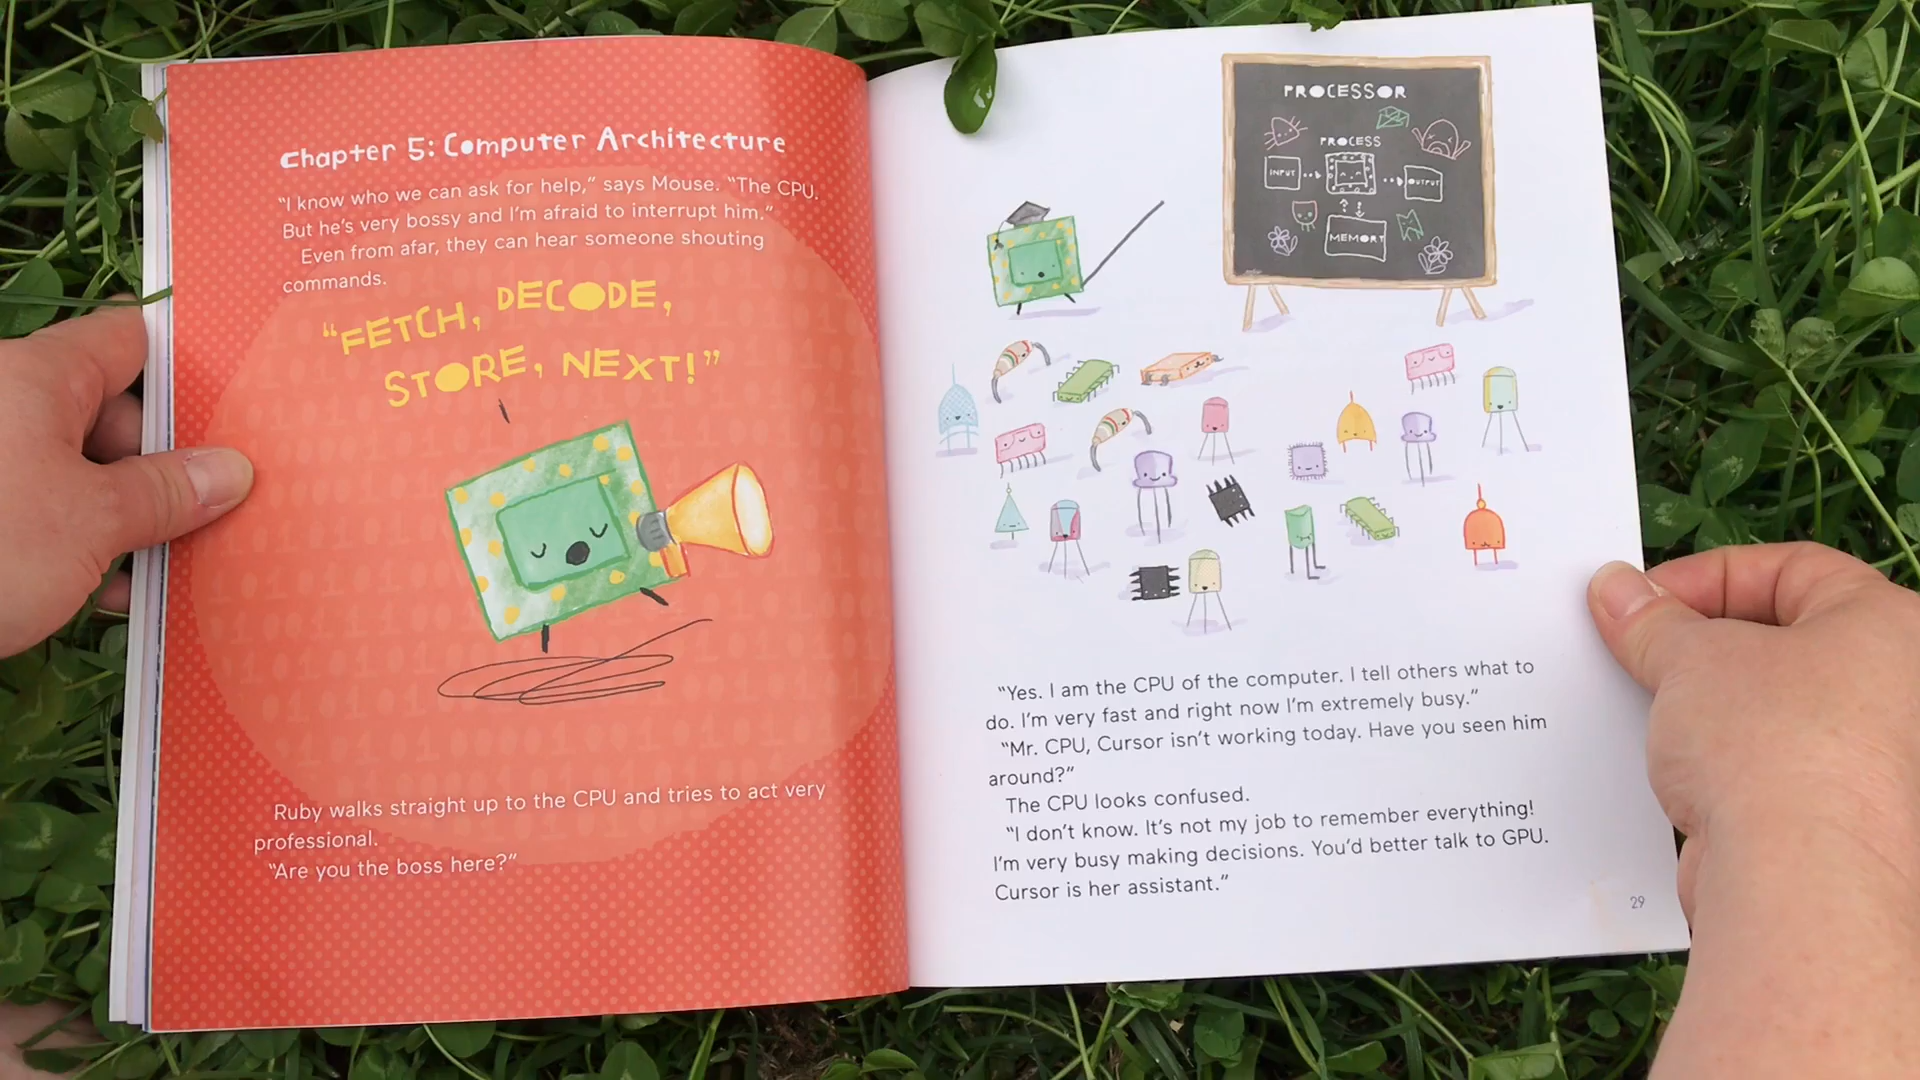 Chapter 5: Computer Architecture
“I know who we can ask for help,” says Mouse. “The CPU.
But he’s very bossy and I’m afraid to interrupt him.”
Even from afar, they can hear someone shouting
commands.
“FETCH, DECODE,
STORE, NEXT!”
Ruby walks straight up to the CPU and tries to act very
professional.
“Are you the boss here?”
PROCESSOR
PROCESS
INPUT
OUTPUT
MEMORY
“Yes. I am the CPU of the computer. I tell others what to
do. I’m very fast and right now I’m extremely busy.”
“Mr. CPU, Cursor isn’t working today. Have you seen him
around?”
The CPU looks confused.
“I don’t know. It’s not my job to remember everything!
I’m very busy making decisions. You’d better talk to GPU.
Cursor is her assistant.”
29